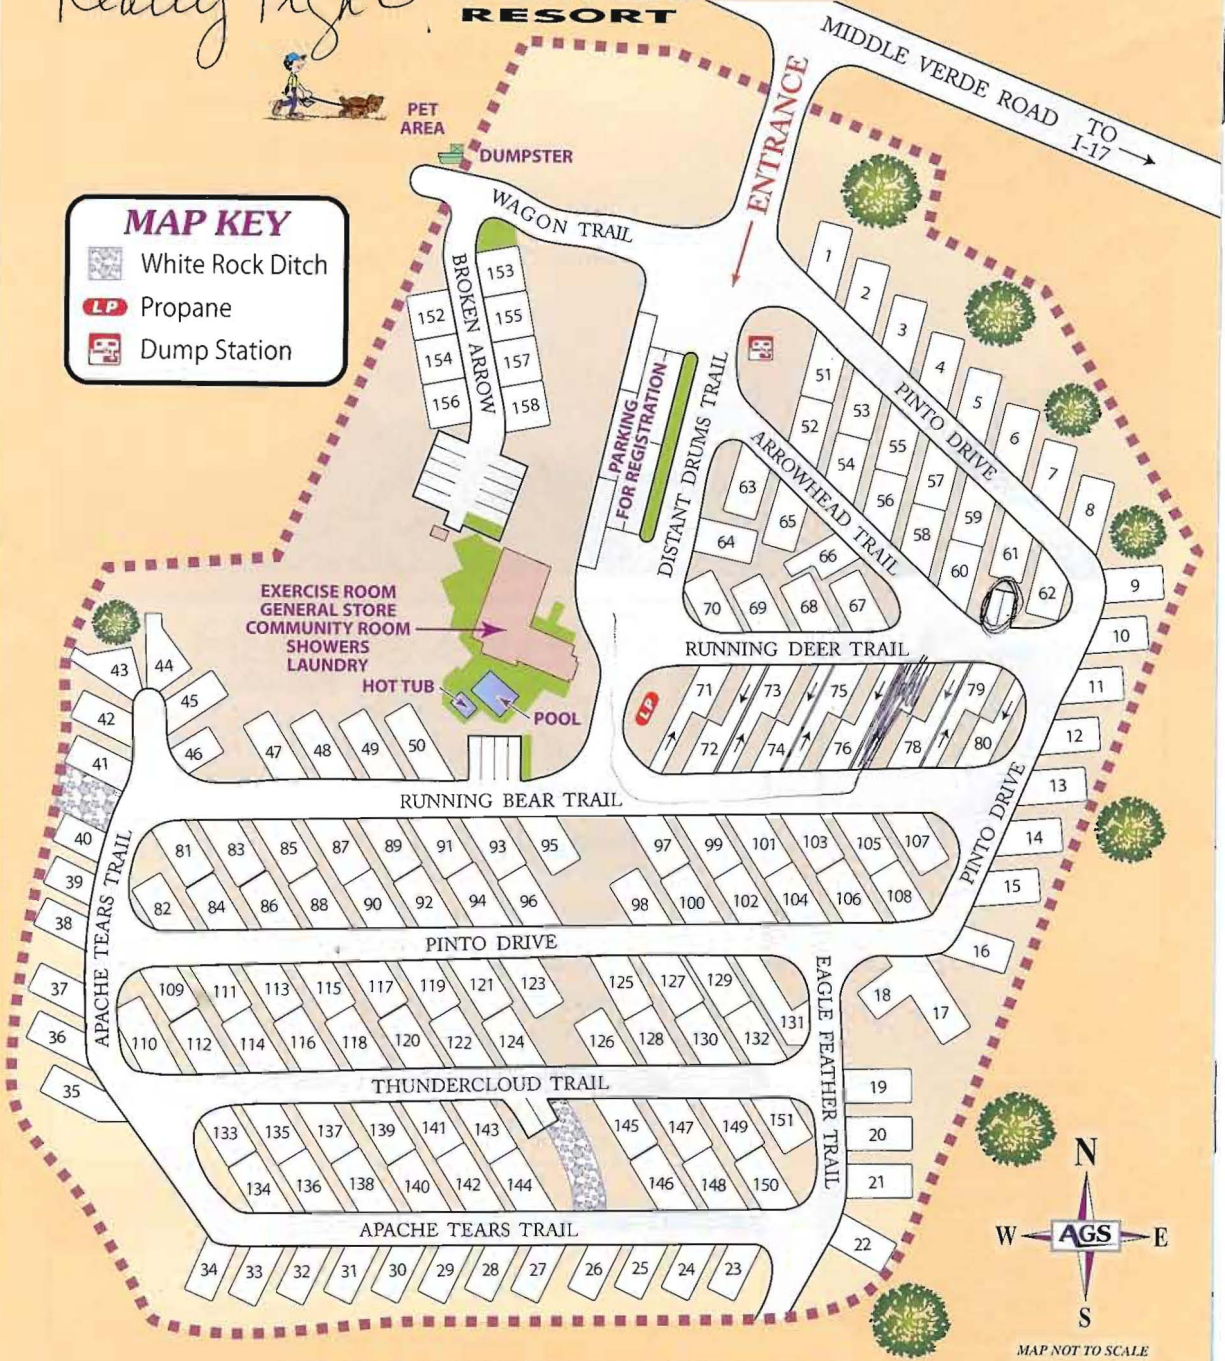 RESORT
MIDDLE VERDE ROAD TO
I-17
ENTRANCE
PET
AREA
DUMPSTER
WAGON TRAIL
MAP KEY
White Rock Ditch
LP Propane
Dump Station
BROKEN ARROW
153
152
155
154
157
156
158
PARKING
FOR REGISTRATION
DISTANT DRUMS TRAIL
ARROWHEAD TRAIL
PINTO DRIVE
1
2
3
4
5
6
7
8
9
10
11
12
13
14
15
16
17
18
51
52
53
54
55
56
57
58
59
60
61
62
63
64
65
66
67
68
69
70
EXERCISE ROOM
GENERAL STORE
COMMUNITY ROOM
SHOWERS
LAUNDRY
HOT TUB
POOL
RUNNING DEER TRAIL
LP
71 73 75 79
72 74 76 78 80
PINTO DRIVE
43 44
42 45
41 46 47 48 49 50
RUNNING BEAR TRAIL
40
39
38
37
36
35
APACHE TEARS TRAIL
81 83 85 87 89 91 93 95 97 99 101 103 105 107
82 84 86 88 90 92 94 96 98 100 102 104 106 108
PINTO DRIVE
109 111 113 115 117 119 121 123 125 127 129
131
110 112 114 116 118 120 122 124 126 128 130 132
EAGLE FEATHER TRAIL
THUNDERCLOUD TRAIL
133 135 137 139 141 143 145 147 149 151
134 136 138 140 142 144 146 148 150
19
20
21
22
APACHE TEARS TRAIL
34 33 32 31 30 29 28 27 26 25 24 23
N
W AGS E
S
MAP NOT TO SCALE